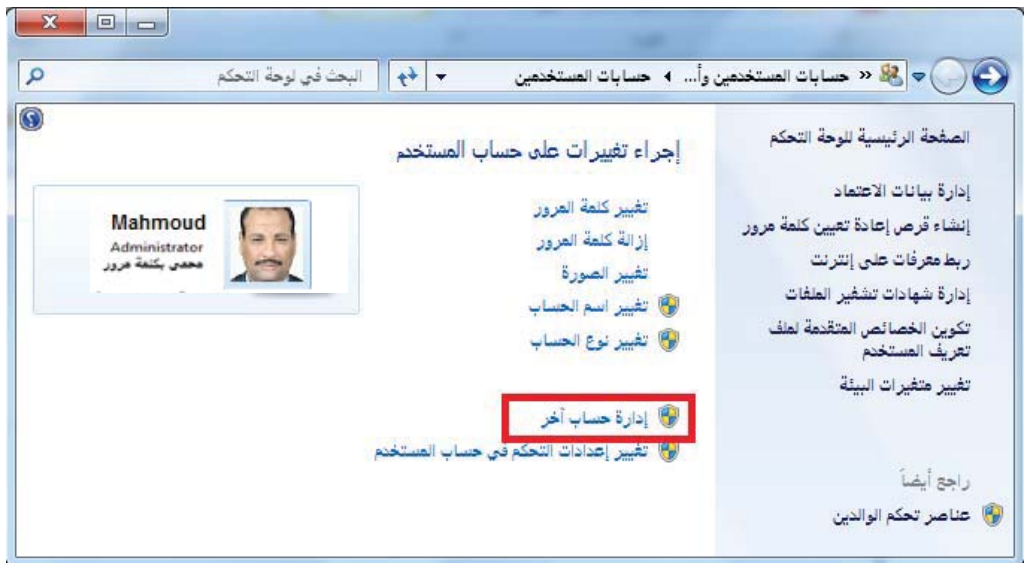 حسابات المستخدمين وأ... حسابات المستخدمين
البحث في لوحة التحكم
الصفحة الرئيسية للوحة التحكم
إدارة بيانات الاعتماد
إنشاء قرص إعادة تعيين كلمة مرور
ربط معرفات على إنترنت
إدارة شهادات تشفير الملفات
تكوين الخصائص المتقدمة لملف
تعريف المستخدم
تغيير متغيرات البيئة
راجع أيضاً
عناصر تحكم الوالدين
إجراء تغييرات على حساب المستخدم
تغيير كلمة المرور
إزالة كلمة المرور
تغيير الصورة
تغيير اسم الحساب
تغيير نوع الحساب
إدارة حساب آخر
تغيير إعدادات التحكم في حساب المستخدم
Mahmoud
Administrator
محمي بكلمة مرور